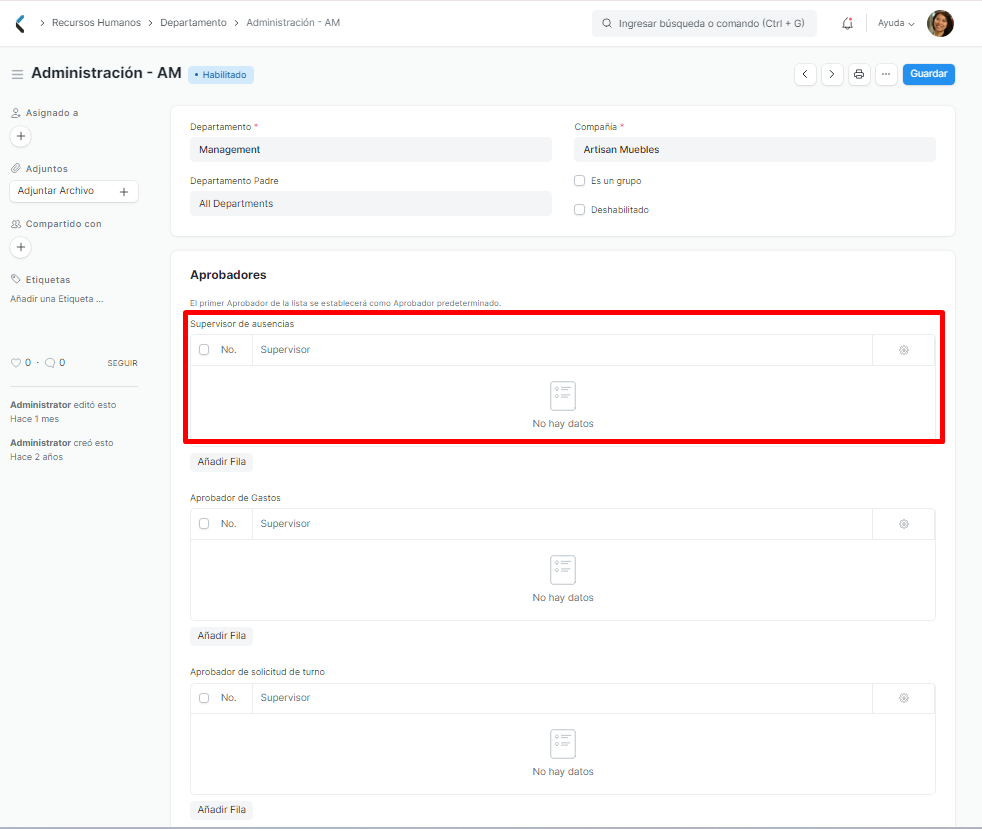 Recursos Humanos > Departamento > Administración - AM
Ingresar búsqueda o comando (Ctrl + G)
Ayuda
Administración - AM
• Habilitado
...
Guardar
Asignado a
+
Adjuntos
Adjuntar Archivo +
Compartido con
+
Etiquetas
Añadir una Etiqueta ...
0 · 0 SEGUIR
Administrator editó esto
Hace 1 mes
Administrator creó esto
Hace 2 años
Departamento *
Management
Compañía *
Artisan Muebles
Departamento Padre
All Departments
Es un grupo
Deshabilitado
Aprobadores
El primer Aprobador de la lista se establecerá como Aprobador predeterminado.
Supervisor de ausencias
No. Supervisor
No hay datos
Añadir Fila
Aprobador de Gastos
No. Supervisor
No hay datos
Añadir Fila
Aprobador de solicitud de turno
No. Supervisor
No hay datos
Añadir Fila